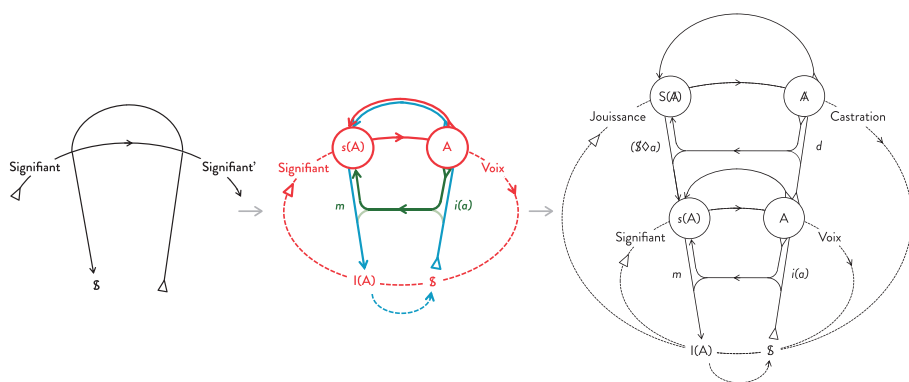 Signifiant
Signifiant'
$
s(A)
A
Signifiant
Voix
m
i(a)
I(A)
$
S(Ⱥ)
Ⱥ
Jouissance
Castration
($◊a)
d
s(A)
A
Signifiant
Voix
m
i(a)
I(A)
$